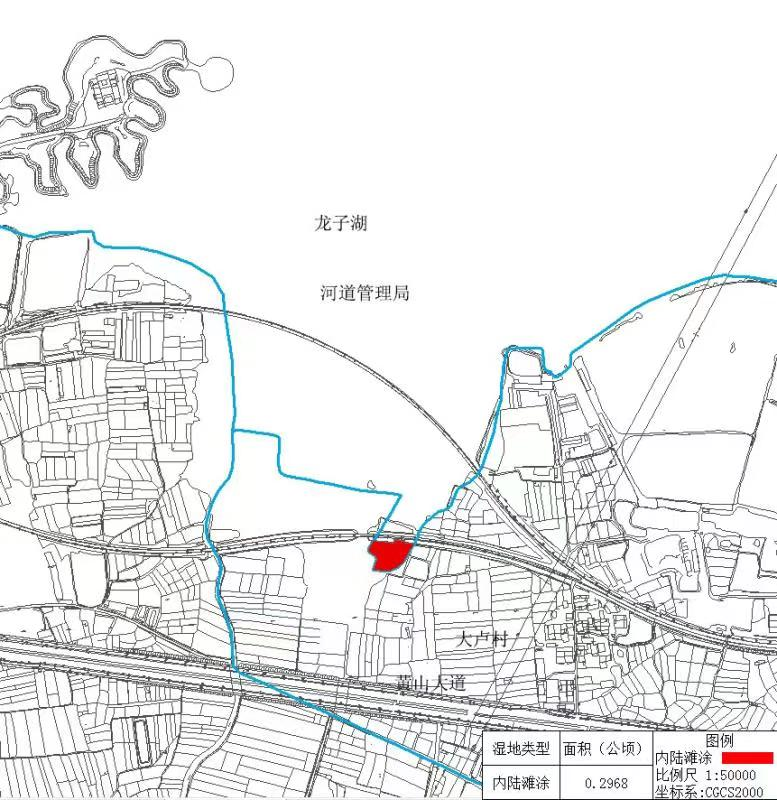 龙子湖
河道管理局
大卢村
黄山大道
湿地类型 面积（公顷）
内陆滩涂 0.2968
图例
内陆滩涂
比例尺 1:50000
坐标系:CGCS2000